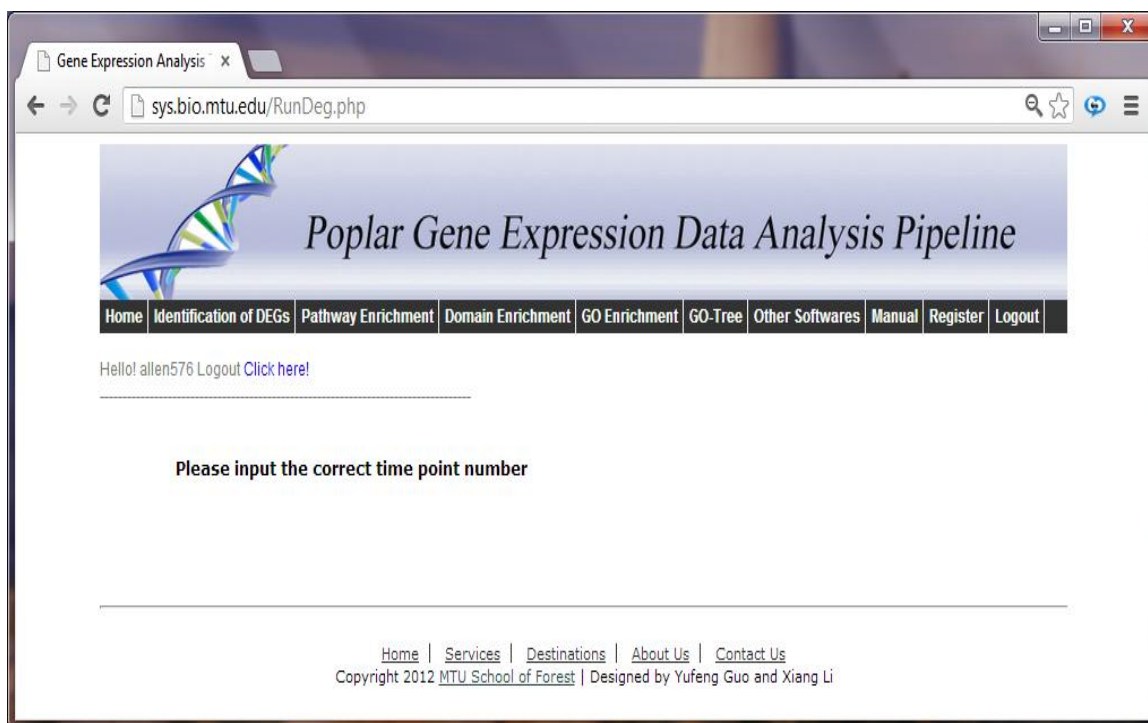 Gene Expression Analysis
sys.bio.mtu.edu/RunDeg.php
Poplar Gene Expression Data Analysis Pipeline
Home Identification of DEGs Pathway Enrichment Domain Enrichment GO Enrichment GO-Tree Other Softwares Manual Register Logout
Hello! allen576 Logout Click here!
Please input the correct time point number
Home | Services | Destinations | About Us | Contact Us
Copyright 2012 MTU School of Forest | Designed by Yufeng Guo and Xiang Li